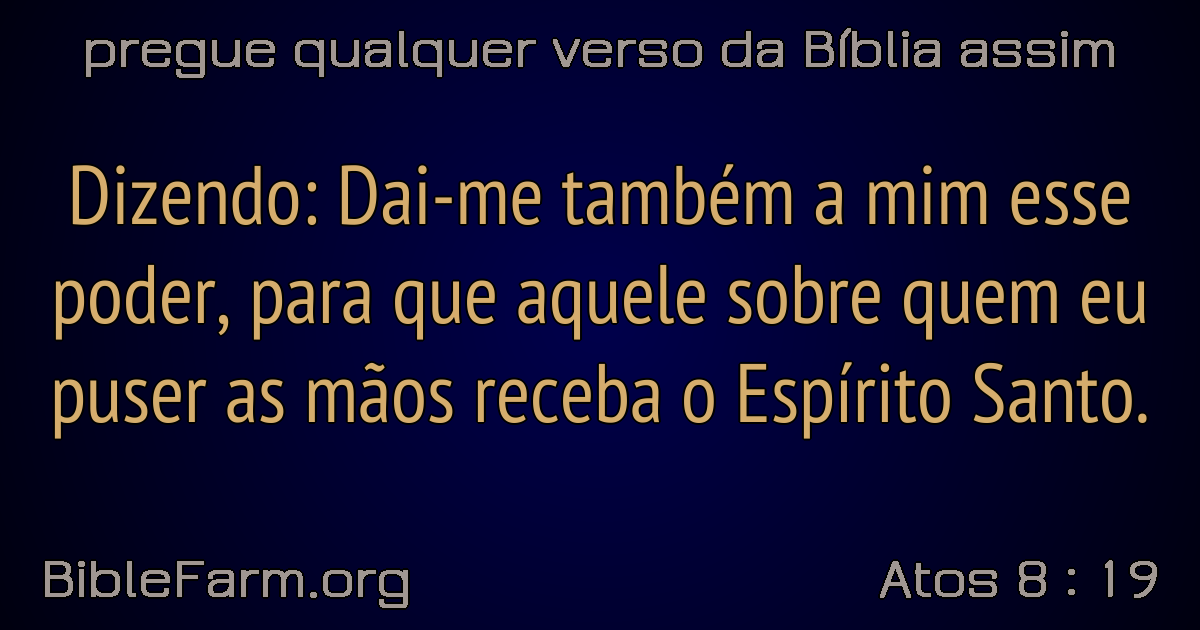 pregue qualquer verso da Bíblia assim
Dizendo: Dai-me também a mim esse
poder, para que aquele sobre quem eu
puser as mãos receba o Espírito Santo.
BibleFarm.org
Atos 8 : 19